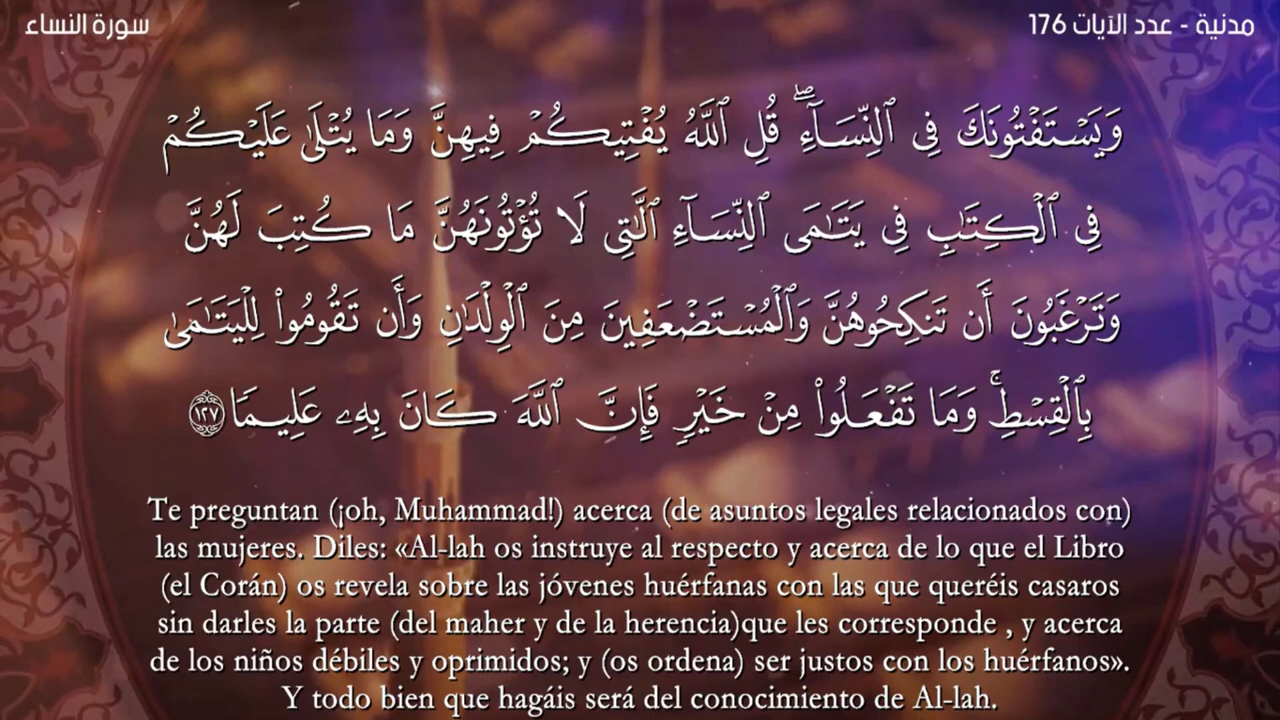 سورة النساء
مدنية - عدد الآيات 176
وَيَسْتَفْتُونَكَ فِى ٱلنِّسَآءِ ۖ قُلِ ٱللَّهُ يُفْتِيكُمْ فِيهِنَّ وَمَا يُتْلَىٰ عَلَيْكُمْ
فِى ٱلْكِتَـٰبِ فِى يَتَـٰمَى ٱلنِّسَآءِ ٱلَّـٰتِى لَا تُؤْتُونَهُنَّ مَا كُتِبَ لَهُنَّ
وَتَرْغَبُونَ أَن تَنكِحُوهُنَّ وَٱلْمُسْتَضْعَفِينَ مِنَ ٱلْوِلْدَٰنِ وَأَن تَقُومُوا۟ لِلْيَتَـٰمَىٰ
بِٱلْقِسْطِ ۚ وَمَا تَفْعَلُوا۟ مِنْ خَيْرٍ فَإِنَّ ٱللَّهَ كَانَ بِهِۦ عَلِيمًا ١٢٧
Te preguntan (¡oh, Muhammad!) acerca (de asuntos legales relacionados con)
las mujeres. Diles: «Al-lah os instruye al respecto y acerca de lo que el Libro
(el Corán) os revela sobre las jóvenes huérfanas con las que queréis casaros
sin darles la parte (del maher y de la herencia)que les corresponde , y acerca
de los niños débiles y oprimidos; y (os ordena) ser justos con los huérfanos».
Y todo bien que hagáis será del conocimiento de Al-lah.